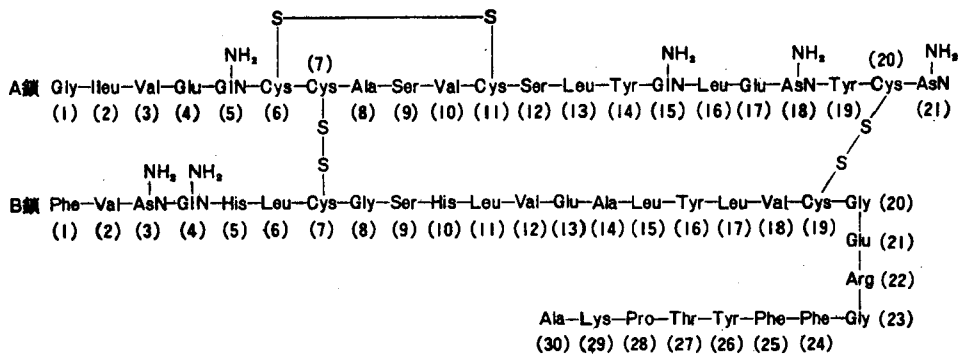 S S
NH₂ (7) NH₂ NH₂ (20) NH₂
A鎖 Gly–Ileu–Val–Glu–GlN–Cys–Cys–Ala–Ser–Val–Cys–Ser–Leu–Tyr–GlN–Leu–Glu–AsN–Tyr–Cys–AsN
(1) (2) (3) (4) (5) (6) (8) (9) (10) (11) (12) (13) (14) (15) (16) (17) (18) (19) (21)
S S
S S
NH₂ NH₂
B鎖 Phe–Val–AsN–GlN–His–Leu–Cys–Gly–Ser–His–Leu–Val–Glu–Ala–Leu–Tyr–Leu–Val–Cys–Gly (20)
(1) (2) (3) (4) (5) (6) (7) (8) (9) (10) (11) (12) (13) (14) (15) (16) (17) (18) (19)
Glu (21)
Arg (22)
Ala–Lys–Pro–Thr–Tyr–Phe–Phe–Gly (23)
(30) (29) (28) (27) (26) (25) (24)